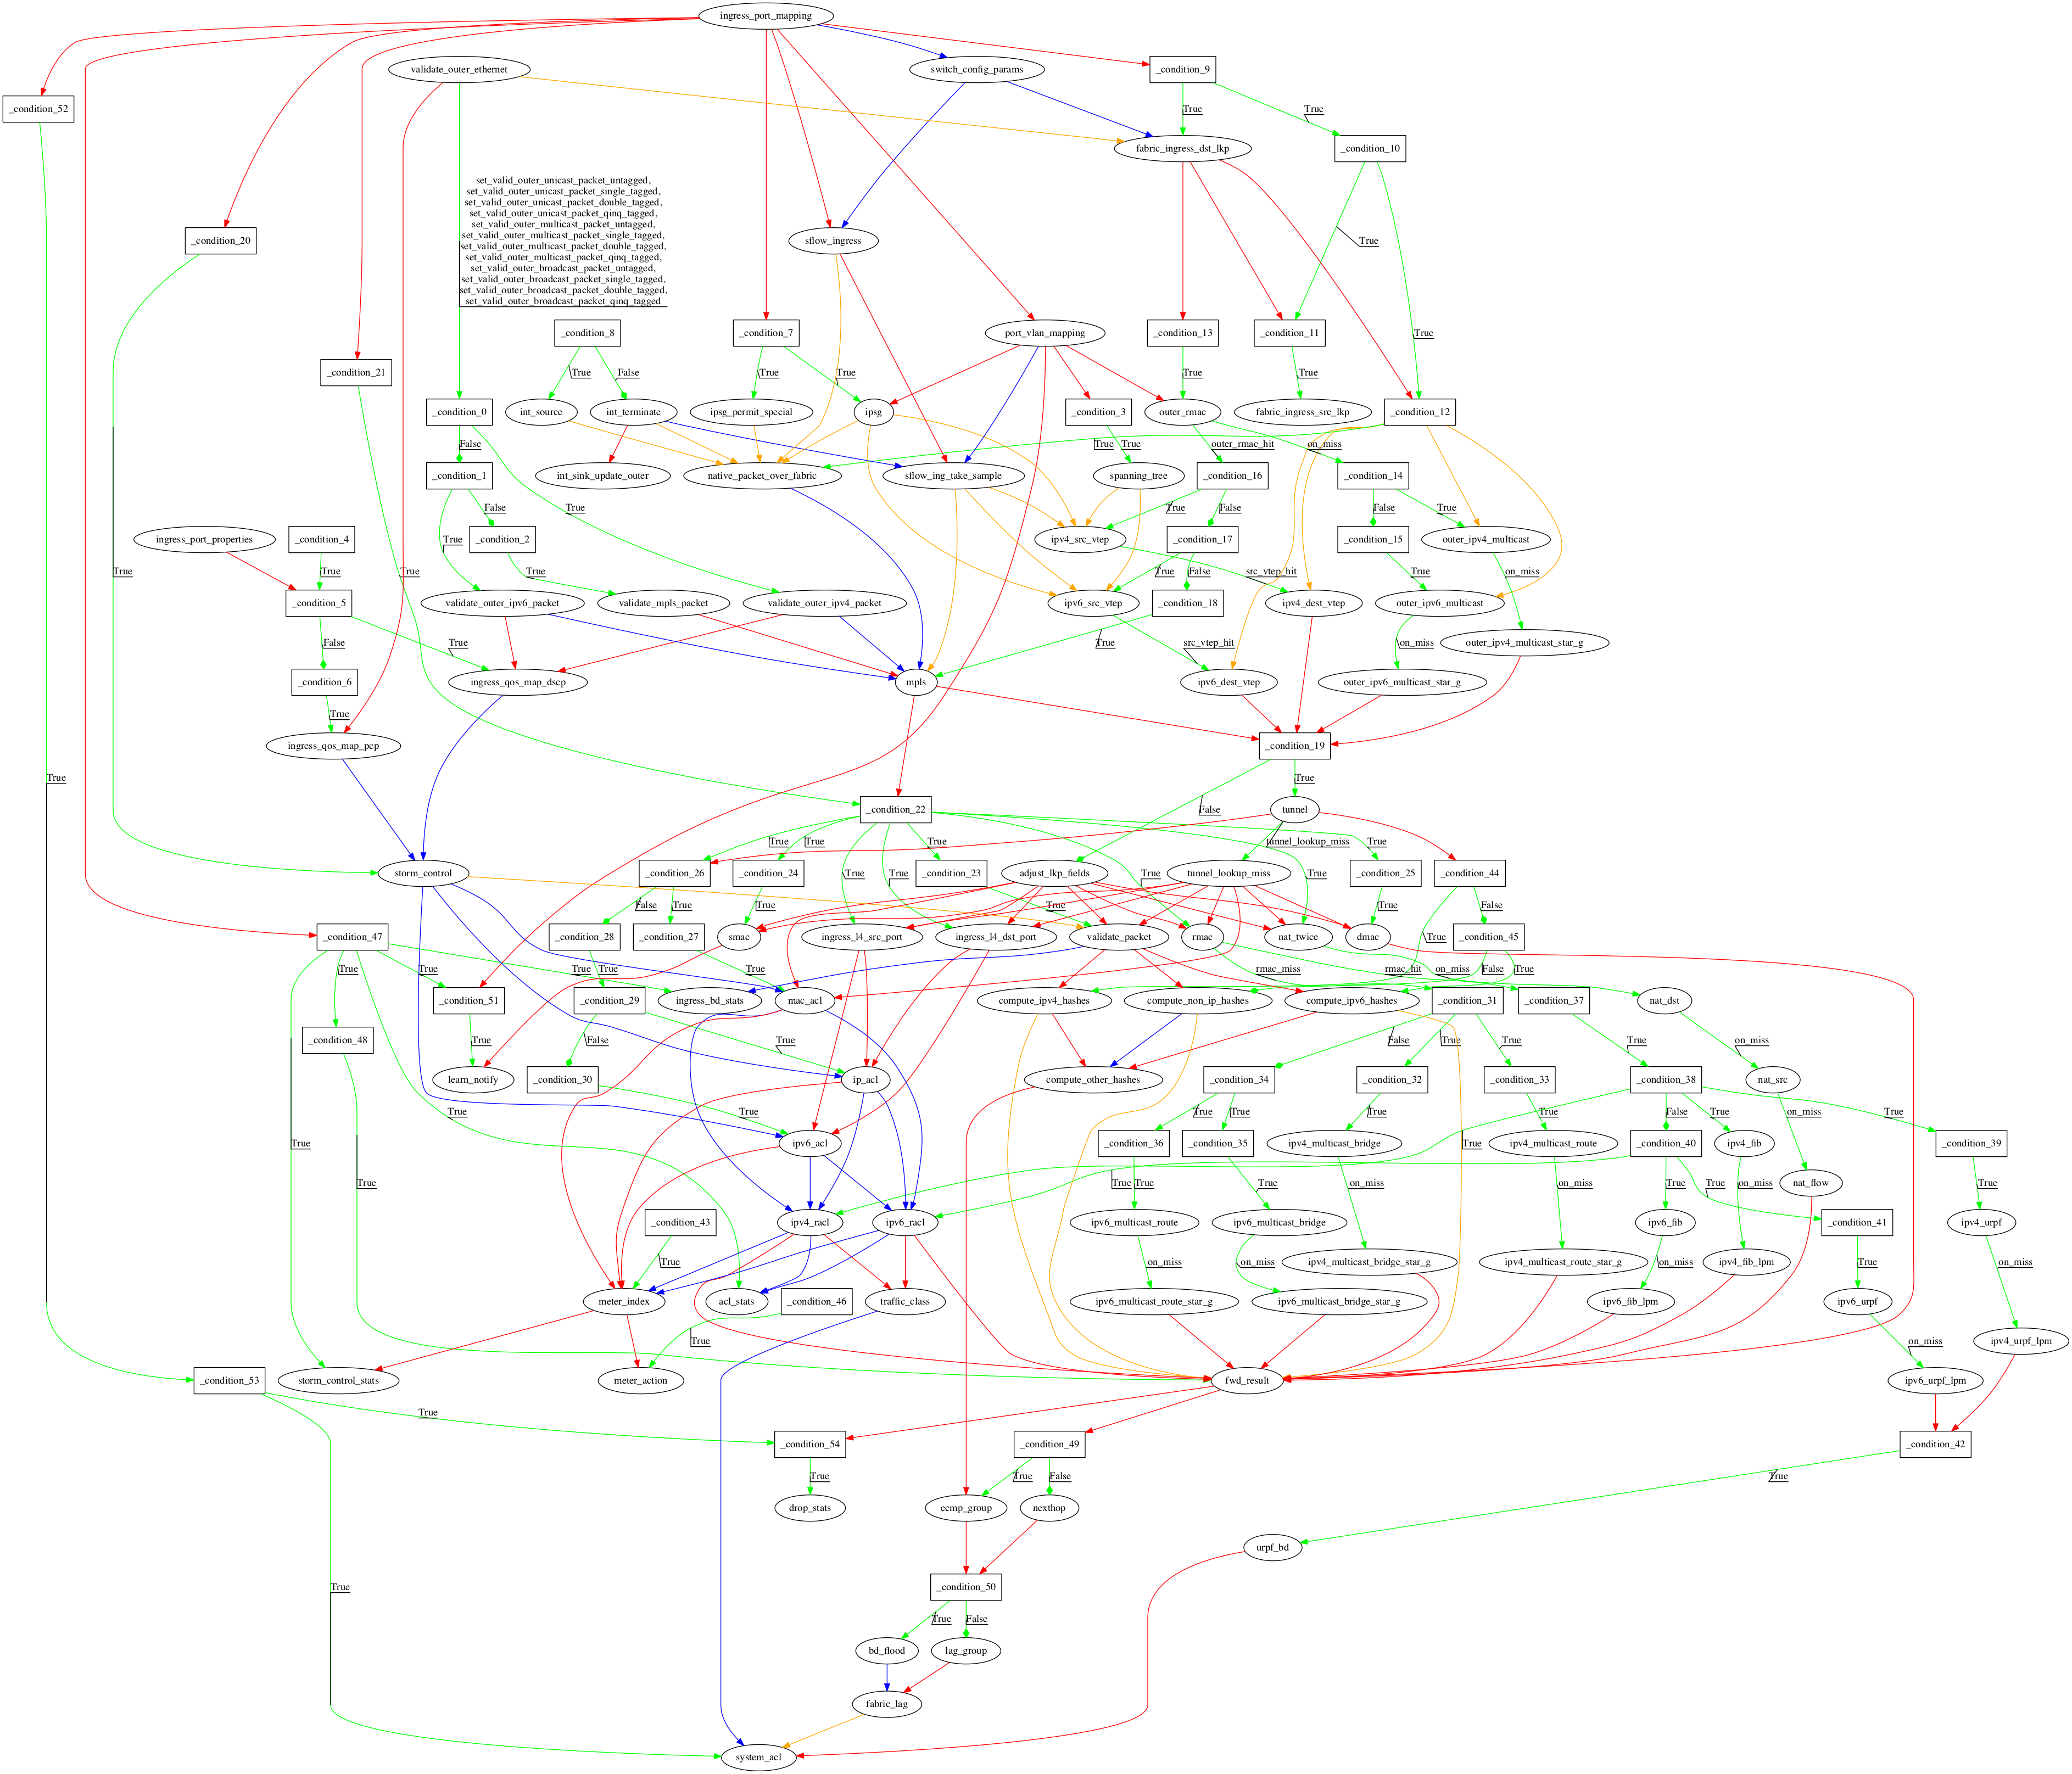 ingress_port_mapping
validate_outer_ethernet
switch_config_params
_condition_9
_condition_52
True
True
fabric_ingress_dst_lkp
_condition_10
set_valid_outer_unicast_packet_untagged,
set_valid_outer_unicast_packet_single_tagged,
set_valid_outer_unicast_packet_double_tagged,
set_valid_outer_unicast_packet_qinq_tagged,
set_valid_outer_multicast_packet_untagged,
set_valid_outer_multicast_packet_single_tagged,
set_valid_outer_multicast_packet_double_tagged,
set_valid_outer_multicast_packet_qinq_tagged,
set_valid_outer_broadcast_packet_untagged,
set_valid_outer_broadcast_packet_single_tagged,
set_valid_outer_broadcast_packet_double_tagged,
set_valid_outer_broadcast_packet_qinq_tagged
_condition_20
sflow_ingress
True
_condition_8
_condition_7
port_vlan_mapping
_condition_13
_condition_11
True
_condition_21
True
False
True
True
True
True
_condition_0
int_source
int_terminate
ipsg_permit_special
ipsg
_condition_3
outer_rmac
fabric_ingress_src_lkp
_condition_12
False
True
True
outer_rmac_hit
on_miss
_condition_1
int_sink_update_outer
native_packet_over_fabric
sflow_ing_take_sample
spanning_tree
_condition_16
_condition_14
False
True
True
False
False
True
ingress_port_properties
_condition_4
_condition_2
ipv4_src_vtep
_condition_17
_condition_15
outer_ipv4_multicast
True
True
True
True
True
True
False
src_vtep_hit
True
on_miss
_condition_5
validate_outer_ipv6_packet
validate_mpls_packet
validate_outer_ipv4_packet
ipv6_src_vtep
_condition_18
ipv4_dest_vtep
outer_ipv6_multicast
False
True
True
src_vtep_hit
on_miss
outer_ipv4_multicast_star_g
_condition_6
ingress_qos_map_dscp
mpls
ipv6_dest_vtep
outer_ipv6_multicast_star_g
True
ingress_qos_map_pcp
_condition_19
True
True
_condition_22
False
tunnel
True
True
True
tunnel_lookup_miss
True
storm_control
_condition_26
_condition_24
_condition_23
adjust_lkp_fields
tunnel_lookup_miss
_condition_25
_condition_44
False
True
True
True
True
True
True
True
True
False
_condition_47
_condition_28
_condition_27
smac
ingress_l4_src_port
ingress_l4_dst_port
validate_packet
rmac
nat_twice
dmac
_condition_45
True
True
True
True
True
rmac_miss
rmac_hit
on_miss
True
False
True
_condition_51
_condition_29
ingress_bd_stats
mac_acl
compute_ipv4_hashes
compute_non_ip_hashes
compute_ipv6_hashes
_condition_31
_condition_37
nat_dst
_condition_48
True
False
True
False
True
True
True
on_miss
learn_notify
_condition_30
ip_acl
compute_other_hashes
_condition_34
_condition_32
_condition_33
_condition_38
nat_src
True
True
True
True
True
True
False
True
True
on_miss
True
ipv6_acl
_condition_36
_condition_35
ipv4_multicast_bridge
True
ipv4_multicast_route
_condition_40
ipv4_fib
_condition_39
True
True
True
True
on_miss
on_miss
True
True
on_miss
nat_flow
True
_condition_43
ipv4_racl
ipv6_racl
ipv6_multicast_route
ipv6_multicast_bridge
ipv6_fib
_condition_41
ipv4_urpf
True
on_miss
on_miss
ipv4_multicast_bridge_star_g
ipv4_multicast_route_star_g
on_miss
ipv4_fib_lpm
True
on_miss
meter_index
acl_stats
_condition_46
traffic_class
ipv6_multicast_route_star_g
ipv6_multicast_bridge_star_g
ipv6_fib_lpm
ipv6_urpf
True
on_miss
ipv4_urpf_lpm
_condition_53
storm_control_stats
meter_action
fwd_result
ipv6_urpf_lpm
True
_condition_54
_condition_49
_condition_42
True
True
False
True
drop_stats
ecmp_group
nexthop
urpf_bd
True
_condition_50
True
False
bd_flood
lag_group
fabric_lag
system_acl